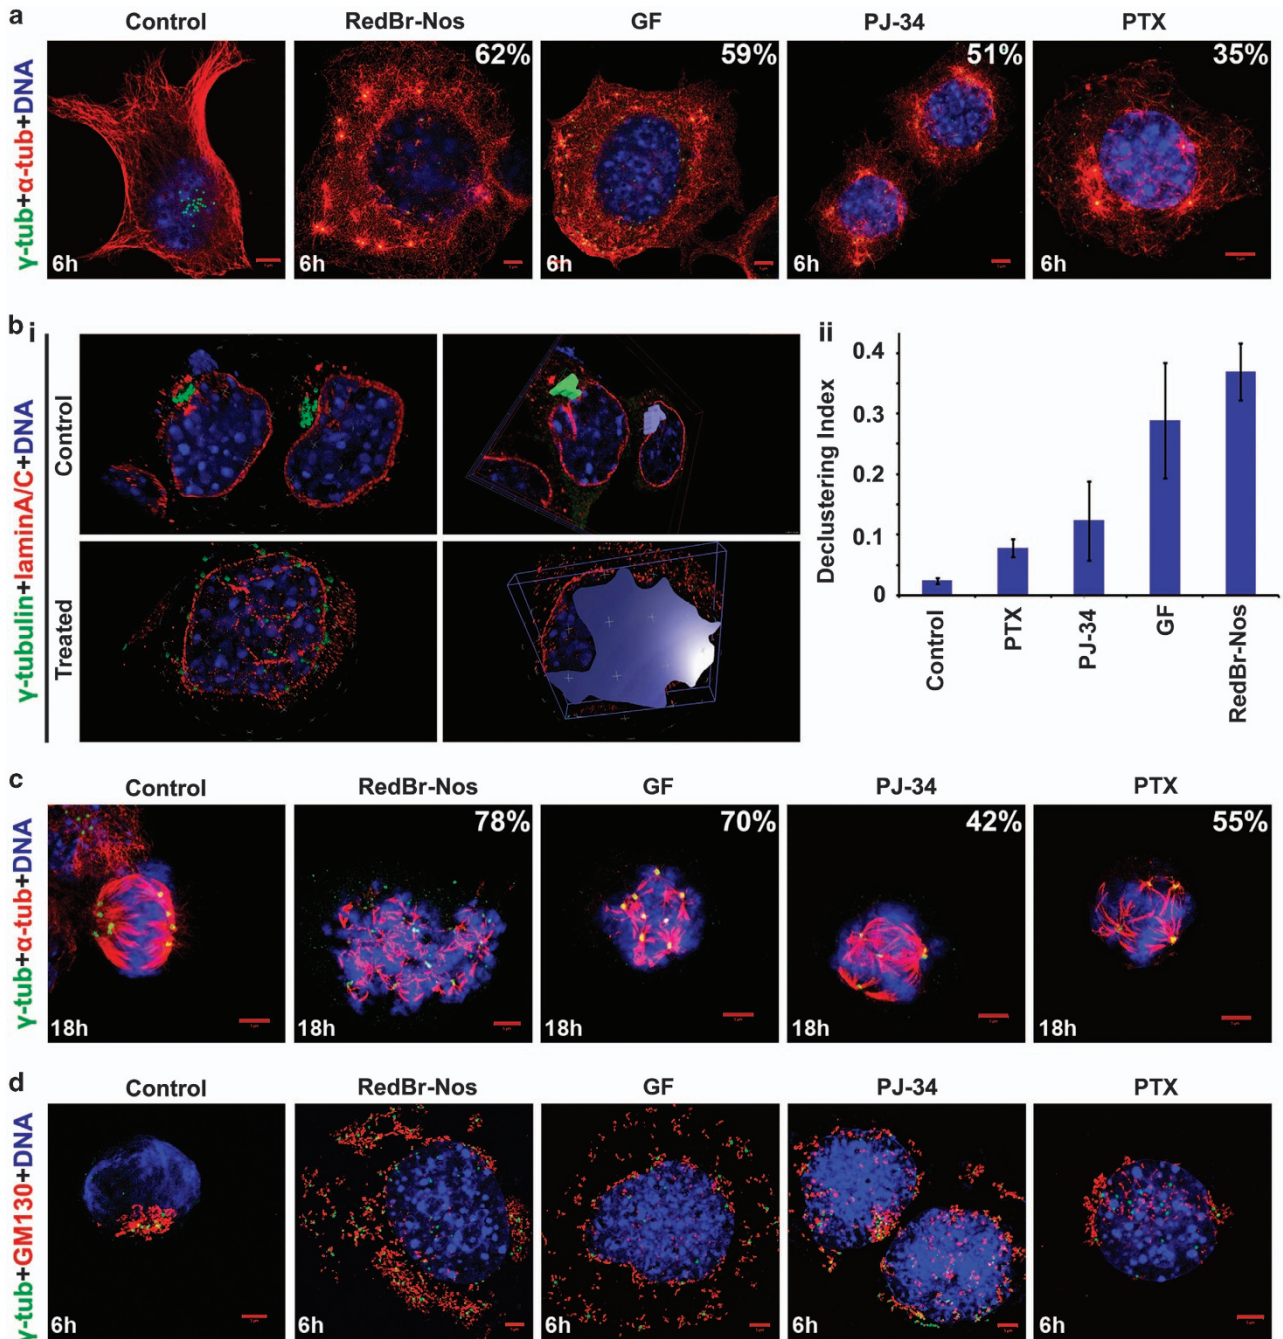 a
Control
RedBr-Nos
GF
PJ-34
PTX
γ-tub+α-tub+DNA
6h
62%
6h
59%
6h
51%
6h
35%
6h
b
i
γ-tubulin+laminA/C+DNA
Control
Treated
ii
Declustering Index
0.4
0.3
0.2
0.1
0
Control
PTX
PJ-34
GF
RedBr-Nos
c
Control
RedBr-Nos
GF
PJ-34
PTX
γ-tub+α-tub+DNA
18h
78%
18h
70%
18h
42%
18h
55%
18h
d
Control
RedBr-Nos
GF
PJ-34
PTX
γ-tub+GM130+DNA
6h
6h
6h
6h
6h